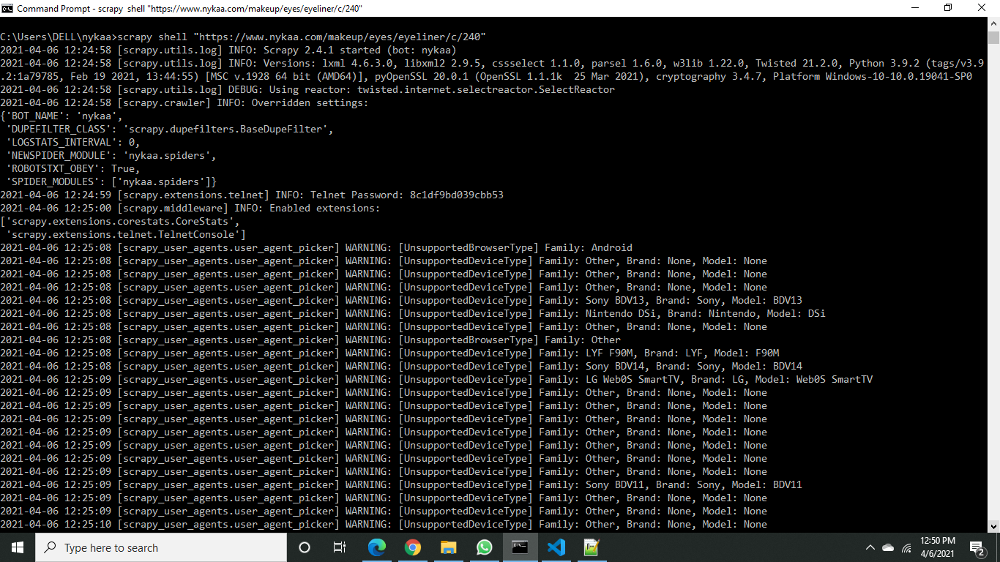 Command Prompt - scrapy shell "https://www.nykaa.com/makeup/eyes/eyeliner/c/240"
C:\Users\DELL\nykaa>scrapy shell "https://www.nykaa.com/makeup/eyes/eyeliner/c/240"
2021-04-06 12:24:58 [scrapy.utils.log] INFO: Scrapy 2.4.1 started (bot: nykaa)
2021-04-06 12:24:58 [scrapy.utils.log] INFO: Versions: lxml 4.6.3.0, libxml2 2.9.5, cssselect 1.1.0, parsel 1.6.0, w3lib 1.22.0, Twisted 21.2.0, Python 3.9.2 (tags/v3.9
.2:1a79785, Feb 19 2021, 13:44:55) [MSC v.1928 64 bit (AMD64)], pyOpenSSL 20.0.1 (OpenSSL 1.1.1k  25 Mar 2021), cryptography 3.4.7, Platform Windows-10-10.0.19041-SP0
2021-04-06 12:24:58 [scrapy.utils.log] DEBUG: Using reactor: twisted.internet.selectreactor.SelectReactor
2021-04-06 12:24:58 [scrapy.crawler] INFO: Overridden settings:
{'BOT_NAME': 'nykaa',
 'DUPEFILTER_CLASS': 'scrapy.dupefilters.BaseDupeFilter',
 'LOGSTATS_INTERVAL': 0,
 'NEWSPIDER_MODULE': 'nykaa.spiders',
 'ROBOTSTXT_OBEY': True,
 'SPIDER_MODULES': ['nykaa.spiders']}
2021-04-06 12:24:59 [scrapy.extensions.telnet] INFO: Telnet Password: 8c1df9bd039cbb53
2021-04-06 12:25:00 [scrapy.middleware] INFO: Enabled extensions:
['scrapy.extensions.corestats.CoreStats',
 'scrapy.extensions.telnet.TelnetConsole']
2021-04-06 12:25:08 [scrapy_user_agents.user_agent_picker] WARNING: [UnsupportedBrowserType] Family: Android
2021-04-06 12:25:08 [scrapy_user_agents.user_agent_picker] WARNING: [UnsupportedDeviceType] Family: Other, Brand: None, Model: None
2021-04-06 12:25:08 [scrapy_user_agents.user_agent_picker] WARNING: [UnsupportedDeviceType] Family: Other, Brand: None, Model: None
2021-04-06 12:25:08 [scrapy_user_agents.user_agent_picker] WARNING: [UnsupportedDeviceType] Family: Other, Brand: None, Model: None
2021-04-06 12:25:08 [scrapy_user_agents.user_agent_picker] WARNING: [UnsupportedDeviceType] Family: Sony BDV13, Brand: Sony, Model: BDV13
2021-04-06 12:25:08 [scrapy_user_agents.user_agent_picker] WARNING: [UnsupportedDeviceType] Family: Nintendo DSi, Brand: Nintendo, Model: DSi
2021-04-06 12:25:08 [scrapy_user_agents.user_agent_picker] WARNING: [UnsupportedDeviceType] Family: Other, Brand: None, Model: None
2021-04-06 12:25:08 [scrapy_user_agents.user_agent_picker] WARNING: [UnsupportedBrowserType] Family: Other
2021-04-06 12:25:08 [scrapy_user_agents.user_agent_picker] WARNING: [UnsupportedDeviceType] Family: LYF F90M, Brand: LYF, Model: F90M
2021-04-06 12:25:08 [scrapy_user_agents.user_agent_picker] WARNING: [UnsupportedDeviceType] Family: Sony BDV14, Brand: Sony, Model: BDV14
2021-04-06 12:25:09 [scrapy_user_agents.user_agent_picker] WARNING: [UnsupportedDeviceType] Family: LG Web0S SmartTV, Brand: LG, Model: Web0S SmartTV
2021-04-06 12:25:09 [scrapy_user_agents.user_agent_picker] WARNING: [UnsupportedDeviceType] Family: Other, Brand: None, Model: None
2021-04-06 12:25:09 [scrapy_user_agents.user_agent_picker] WARNING: [UnsupportedDeviceType] Family: Other, Brand: None, Model: None
2021-04-06 12:25:09 [scrapy_user_agents.user_agent_picker] WARNING: [UnsupportedDeviceType] Family: Other, Brand: None, Model: None
2021-04-06 12:25:09 [scrapy_user_agents.user_agent_picker] WARNING: [UnsupportedDeviceType] Family: Other, Brand: None, Model: None
2021-04-06 12:25:09 [scrapy_user_agents.user_agent_picker] WARNING: [UnsupportedDeviceType] Family: Other, Brand: None, Model: None
2021-04-06 12:25:09 [scrapy_user_agents.user_agent_picker] WARNING: [UnsupportedDeviceType] Family: Other, Brand: None, Model: None
2021-04-06 12:25:09 [scrapy_user_agents.user_agent_picker] WARNING: [UnsupportedDeviceType] Family: Other, Brand: None, Model: None
2021-04-06 12:25:09 [scrapy_user_agents.user_agent_picker] WARNING: [UnsupportedDeviceType] Family: Sony BDV11, Brand: Sony, Model: BDV11
2021-04-06 12:25:09 [scrapy_user_agents.user_agent_picker] WARNING: [UnsupportedDeviceType] Family: Other, Brand: None, Model: None
2021-04-06 12:25:09 [scrapy_user_agents.user_agent_picker] WARNING: [UnsupportedDeviceType] Family: Other, Brand: None, Model: None
2021-04-06 12:25:10 [scrapy_user_agents.user_agent_picker] WARNING: [UnsupportedDeviceType] Family: Other, Brand: None, Model: None
Type here to search
12:50 PM
4/6/2021
2